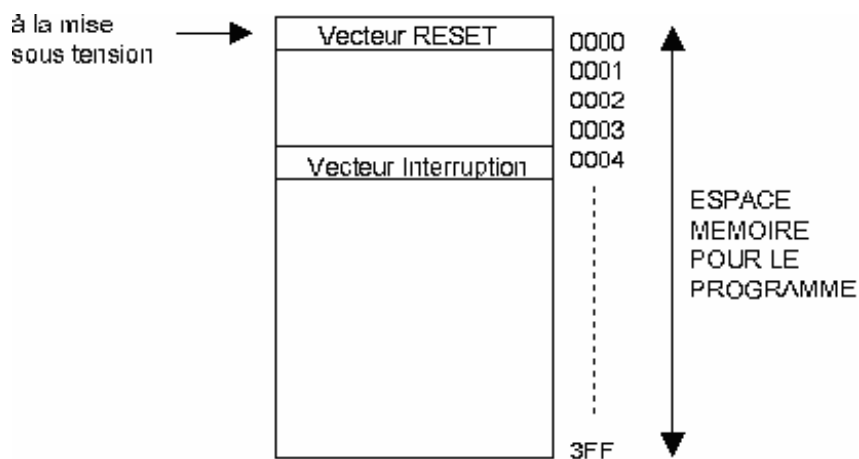 à la mise
sous tension
Vecteur RESET
0000
0001
0002
0003
Vecteur Interruption
0004
ESPACE
MEMOIRE
POUR LE
PROGRAMME
3FF